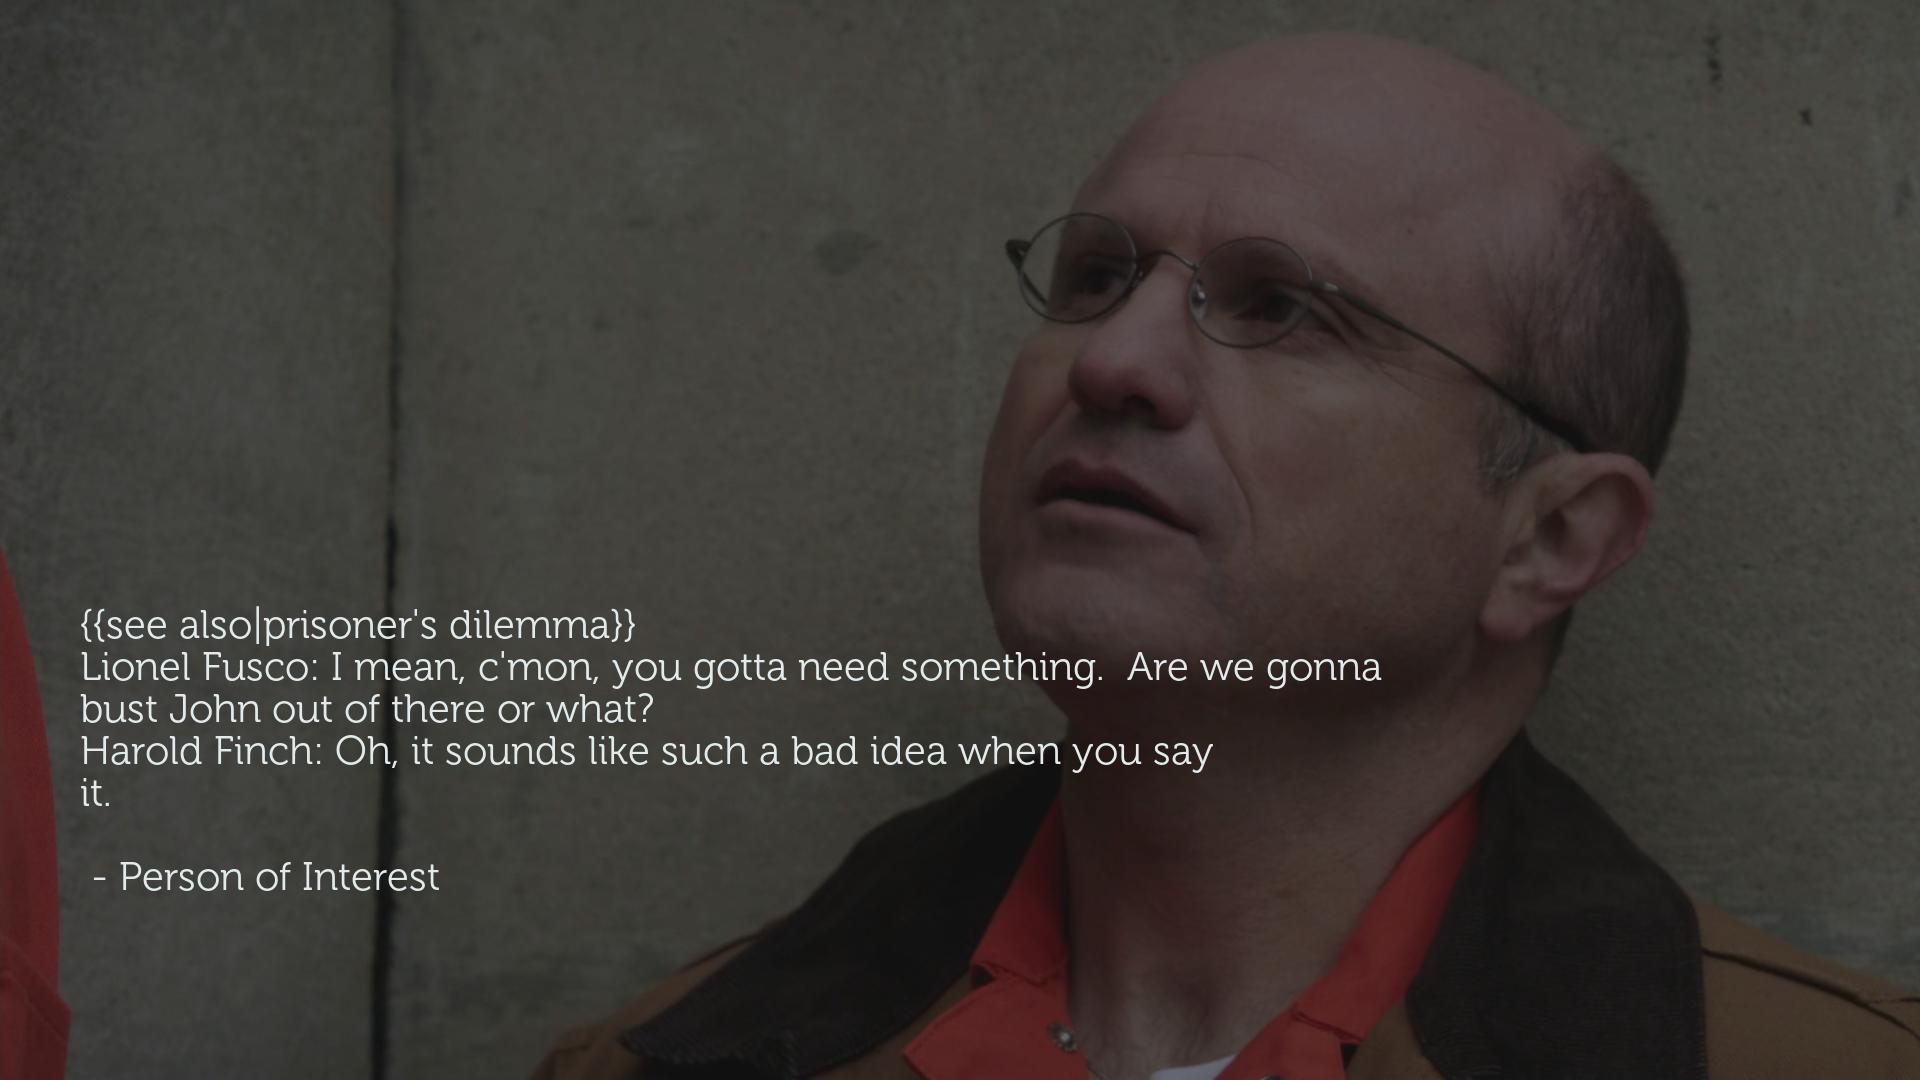 {{see also|prisoner's dilemma}}
Lionel Fusco: I mean, c'mon, you gotta need something.  Are we gonna
bust John out of there or what?
Harold Finch: Oh, it sounds like such a bad idea when you say
it.
- Person of Interest